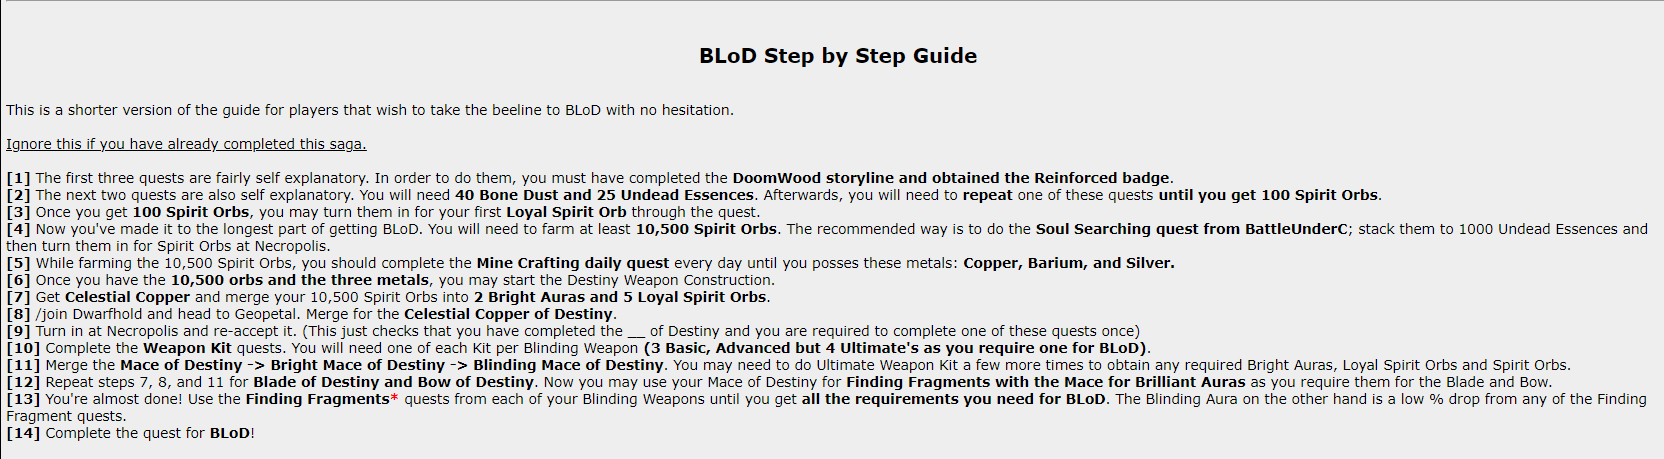 BLoD Step by Step Guide
This is a shorter version of the guide for players that wish to take the beeline to BLoD with no hesitation.
Ignore this if you have already completed this saga.
[1] The first three quests are fairly self explanatory. In order to do them, you must have completed the DoomWood storyline and obtained the Reinforced badge.
[2] The next two quests are also self explanatory. You will need 40 Bone Dust and 25 Undead Essences. Afterwards, you will need to repeat one of these quests until you get 100 Spirit Orbs.
[3] Once you get 100 Spirit Orbs, you may turn them in for your first Loyal Spirit Orb through the quest.
[4] Now you've made it to the longest part of getting BLoD. You will need to farm at least 10,500 Spirit Orbs. The recommended way is to do the Soul Searching quest from BattleUnderC; stack them to 1000 Undead Essences and
then turn them in for Spirit Orbs at Necropolis.
[5] While farming the 10,500 Spirit Orbs, you should complete the Mine Crafting daily quest every day until you posses these metals: Copper, Barium, and Silver.
[6] Once you have the 10,500 orbs and the three metals, you may start the Destiny Weapon Construction.
[7] Get Celestial Copper and merge your 10,500 Spirit Orbs into 2 Bright Auras and 5 Loyal Spirit Orbs.
[8] /join Dwarfhold and head to Geopetal. Merge for the Celestial Copper of Destiny.
[9] Turn in at Necropolis and re-accept it. (This just checks that you have completed the __ of Destiny and you are required to complete one of these quests once)
[10] Complete the Weapon Kit quests. You will need one of each Kit per Blinding Weapon (3 Basic, Advanced but 4 Ultimate's as you require one for BLoD).
[11] Merge the Mace of Destiny -> Bright Mace of Destiny -> Blinding Mace of Destiny. You may need to do Ultimate Weapon Kit a few more times to obtain any required Bright Auras, Loyal Spirit Orbs and Spirit Orbs.
[12] Repeat steps 7, 8, and 11 for Blade of Destiny and Bow of Destiny. Now you may use your Mace of Destiny for Finding Fragments with the Mace for Brilliant Auras as you require them for the Blade and Bow.
[13] You're almost done! Use the Finding Fragments* quests from each of your Blinding Weapons until you get all the requirements you need for BLoD. The Blinding Aura on the other hand is a low % drop from any of the Finding
Fragment quests.
[14] Complete the quest for BLoD!